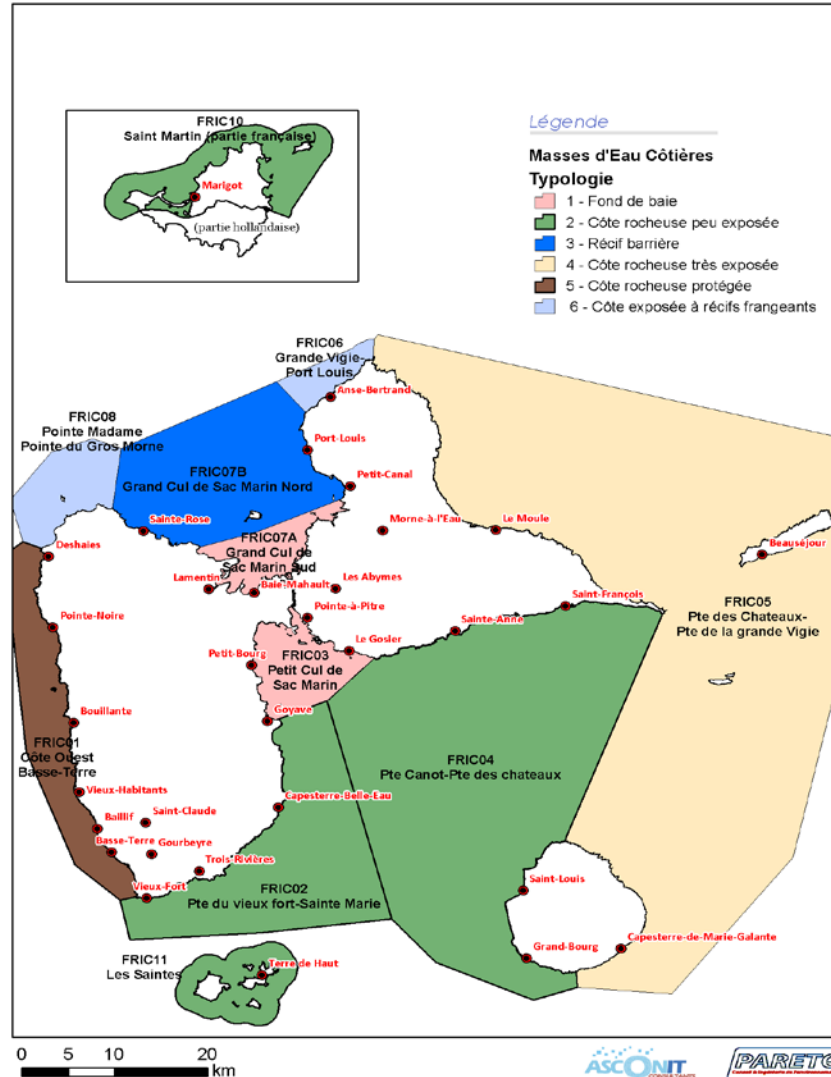 FRIC10
Saint Martin (partie française)
Marigot
(partie hollandaise)
Légende
Masses d'Eau Côtières
Typologie
1 - Fond de baie
2 - Côte rocheuse peu exposée
3 - Récif barrière
4 - Côte rocheuse très exposée
5 - Côte rocheuse protégée
6 - Côte exposée à récifs frangeants
FRIC06
Grande Vigie-
Port Louis
Anse-Bertrand
FRIC08
Pointe Madame
Pointe du Gros Morne
Port-Louis
FRIC07B
Grand Cul de Sac Marin Nord
Petit-Canal
Sainte-Rose
Morne-à-l'Eau
Le Moule
FRIC07A
Grand Cul de
Sac Marin Sud
Deshaies
Beauséjour
Lamentin
Baie-Mahault
Les Abymes
Pointe-Noire
Pointe-à-Pitre
Saint-François
Sainte-Anne
FRIC05
Pte des Chateaux-
Pte de la grande Vigie
Le Gosier
Petit-Bourg
FRIC03
Petit Cul de
Sac Marin
Bouillante
Goyave
FRIC01
Côte Ouest
Basse-Terre
FRIC04
Pte Canot-Pte des chateaux
Vieux-Habitants
Capesterre-Belle-Eau
Saint-Claude
Baillif
Basse-Terre
Gourbeyre
Trois-Rivières
Vieux-Fort
FRIC02
Pte du vieux fort-Sainte Marie
Saint-Louis
Grand-Bourg
Capesterre-de-Marie-Galante
FRIC11
Les Saintes
Terre de Haut
0 5 10 20
km
ASCONIT
CONSULTANTS
PARETO